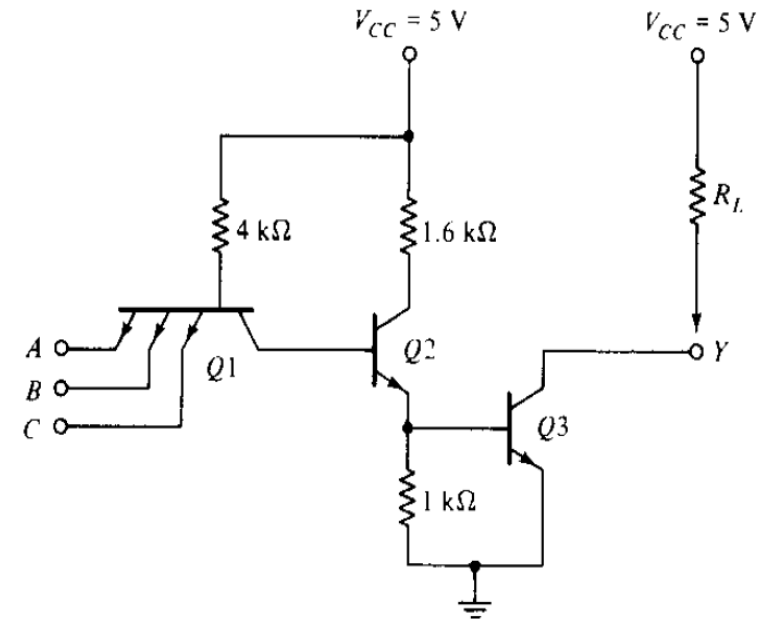 V_CC = 5 V
V_CC = 5 V
4 kΩ
1.6 kΩ
R_L
A
B
C
Q1
Q2
Y
Q3
1 kΩ